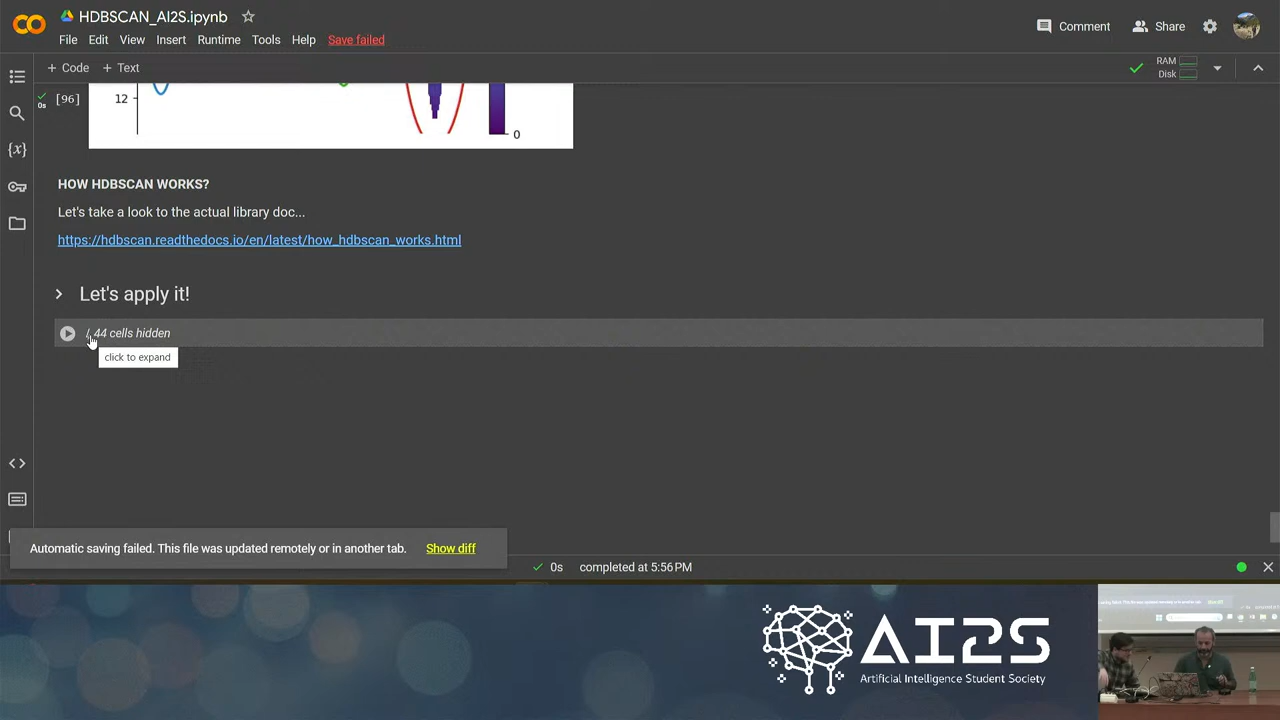 HDBSCAN_AI2S.ipynb
File Edit View Insert Runtime Tools Help Save failed
Comment
Share
+ Code + Text
RAM
Disk
0s
[96]
12
0
HOW HDBSCAN WORKS?
Let's take a look to the actual library doc...
https://hdbscan.readthedocs.io/en/latest/how_hdbscan_works.html
Let's apply it!
44 cells hidden
click to expand
{x}
Automatic saving failed. This file was updated remotely or in another tab. Show diff
0s completed at 5:56 PM
AI2S
Artificial Intelligence Student Society